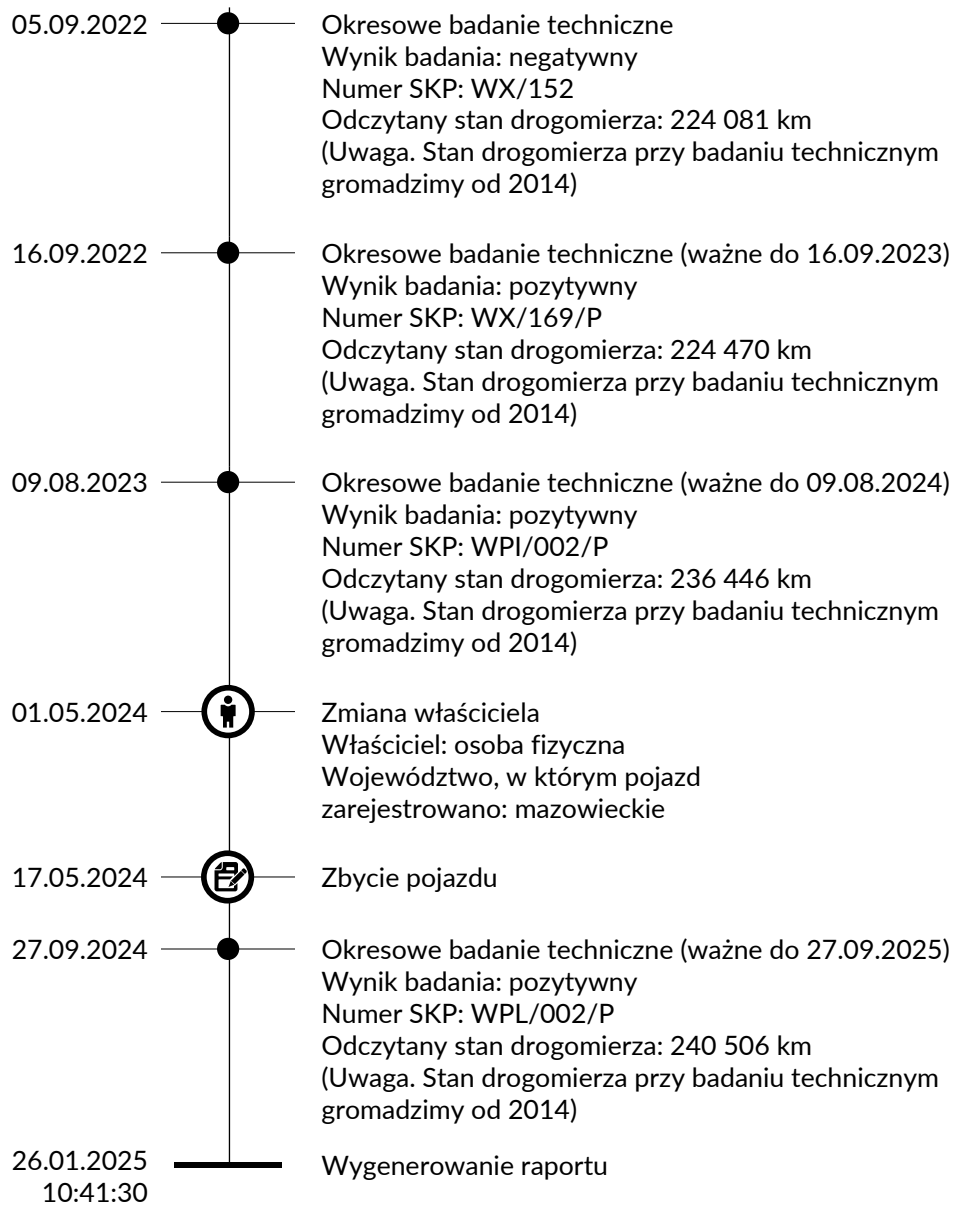 05.09.2022 Okresowe badanie techniczne
Wynik badania: negatywny
Numer SKP: WX/152
Odczytany stan drogomierza: 224 081 km
(Uwaga. Stan drogomierza przy badaniu technicznym
gromadzimy od 2014)
16.09.2022 Okresowe badanie techniczne (ważne do 16.09.2023)
Wynik badania: pozytywny
Numer SKP: WX/169/P
Odczytany stan drogomierza: 224 470 km
(Uwaga. Stan drogomierza przy badaniu technicznym
gromadzimy od 2014)
09.08.2023 Okresowe badanie techniczne (ważne do 09.08.2024)
Wynik badania: pozytywny
Numer SKP: WPI/002/P
Odczytany stan drogomierza: 236 446 km
(Uwaga. Stan drogomierza przy badaniu technicznym
gromadzimy od 2014)
01.05.2024 Zmiana właściciela
Właściciel: osoba fizyczna
Województwo, w którym pojazd
zarejestrowano: mazowieckie
17.05.2024 Zbycie pojazdu
27.09.2024 Okresowe badanie techniczne (ważne do 27.09.2025)
Wynik badania: pozytywny
Numer SKP: WPL/002/P
Odczytany stan drogomierza: 240 506 km
(Uwaga. Stan drogomierza przy badaniu technicznym
gromadzimy od 2014)
26.01.2025 Wygenerowanie raportu
10:41:30